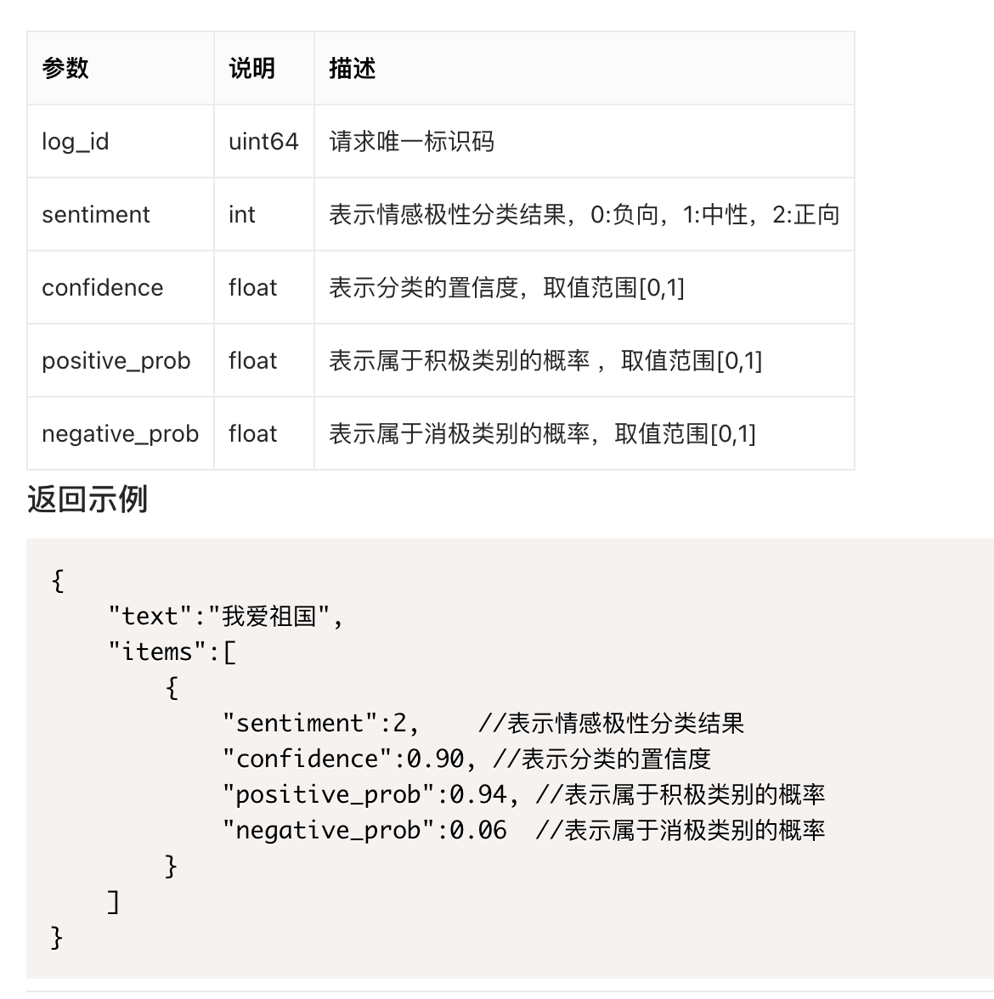 参数 说明 描述
log_id uint64 请求唯一标识码
sentiment int 表示情感极性分类结果，0:负向，1:中性，2:正向
confidence float 表示分类的置信度，取值范围[0,1]
positive_prob float 表示属于积极类别的概率 ，取值范围[0,1]
negative_prob float 表示属于消极类别的概率，取值范围[0,1]
返回示例
{
    "text":"我爱祖国",
    "items":[
        {
            "sentiment":2,    //表示情感极性分类结果
            "confidence":0.90, //表示分类的置信度
            "positive_prob":0.94, //表示属于积极类别的概率
            "negative_prob":0.06  //表示属于消极类别的概率
        }
    ]
}